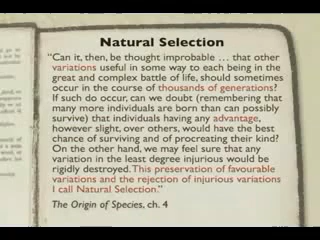 Natural Selection
"Can it, then, be thought improbable ... that other
variations useful in some way to each being in the
great and complex battle of life, should sometimes
occur in the course of thousands of generations?
If such do occur, can we doubt (remembering that
many more individuals are born than can possibly
survive) that individuals having any advantage,
however slight, over others, would have the best
chance of surviving and of procreating their kind?
On the other hand, we may feel sure that any
variation in the least degree injurious would be
rigidly destroyed. This preservation of favourable
variations and the rejection of injurious variations
I call Natural Selection."
The Origin of Species, ch. 4